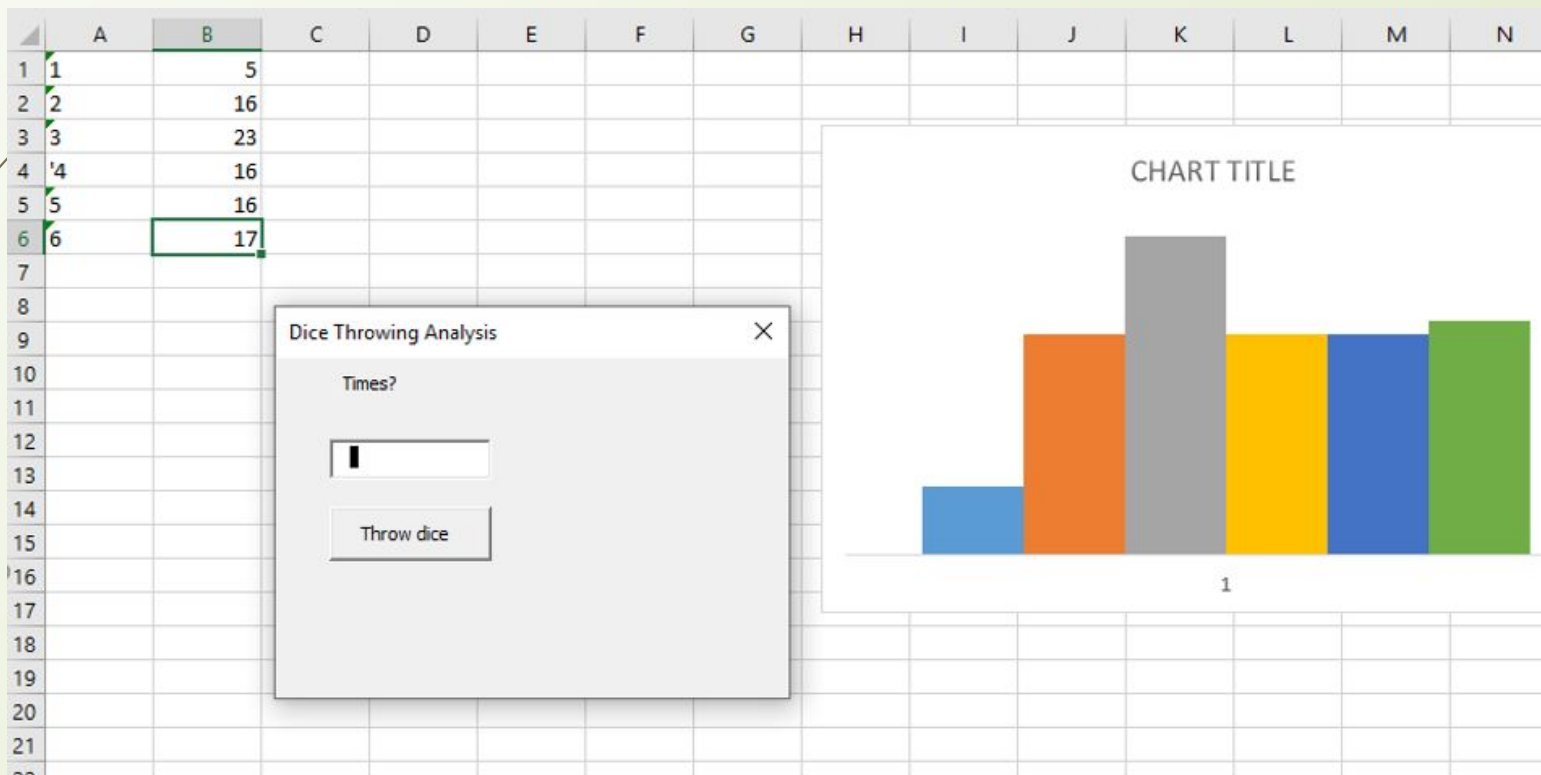 A B C D E F G H I J K L M N
1 1 5
2 2 16
3 3 23
4 '4 16
5 5 16
6 6 17
7
8
9
10
11
12
13
14
15
16
17
18
19
20
21
CHART TITLE
1
Dice Throwing Analysis
Times?
Throw dice